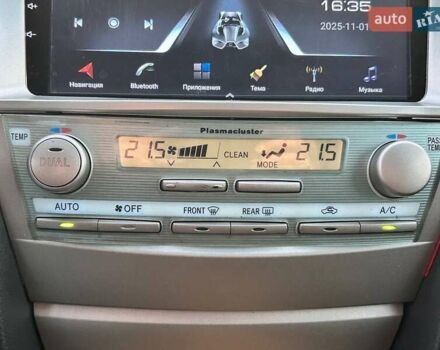 16:35
auto RIA
2025-11-01
Навигация Bluetooth Приложения Тема Радио Музыка
Plasmacluster
TEMP PASS TEMP
DUAL
21.5 CLEAN MODE 21.5
AUTO OFF FRONT REAR A/C